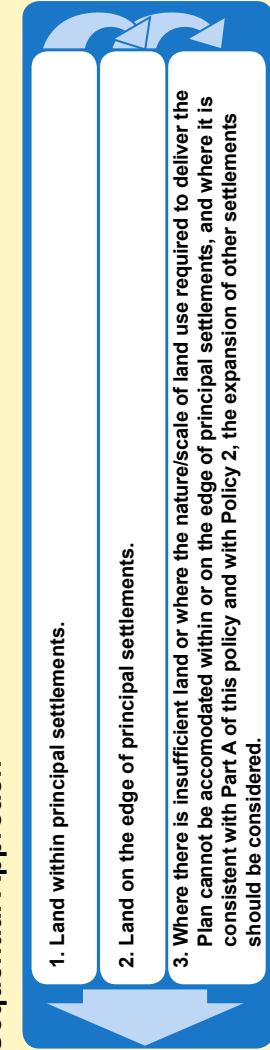 1. Land within principal settlements.
2. Land on the edge of principal settlements.
3. Where there is insufficient land or where the nature/scale of land use required to deliver the
Plan cannot be accomodated within or on the edge of principal settlements, and where it is
consistent with Part A of this policy and with Policy 2, the expansion of other settlements
should be considered.